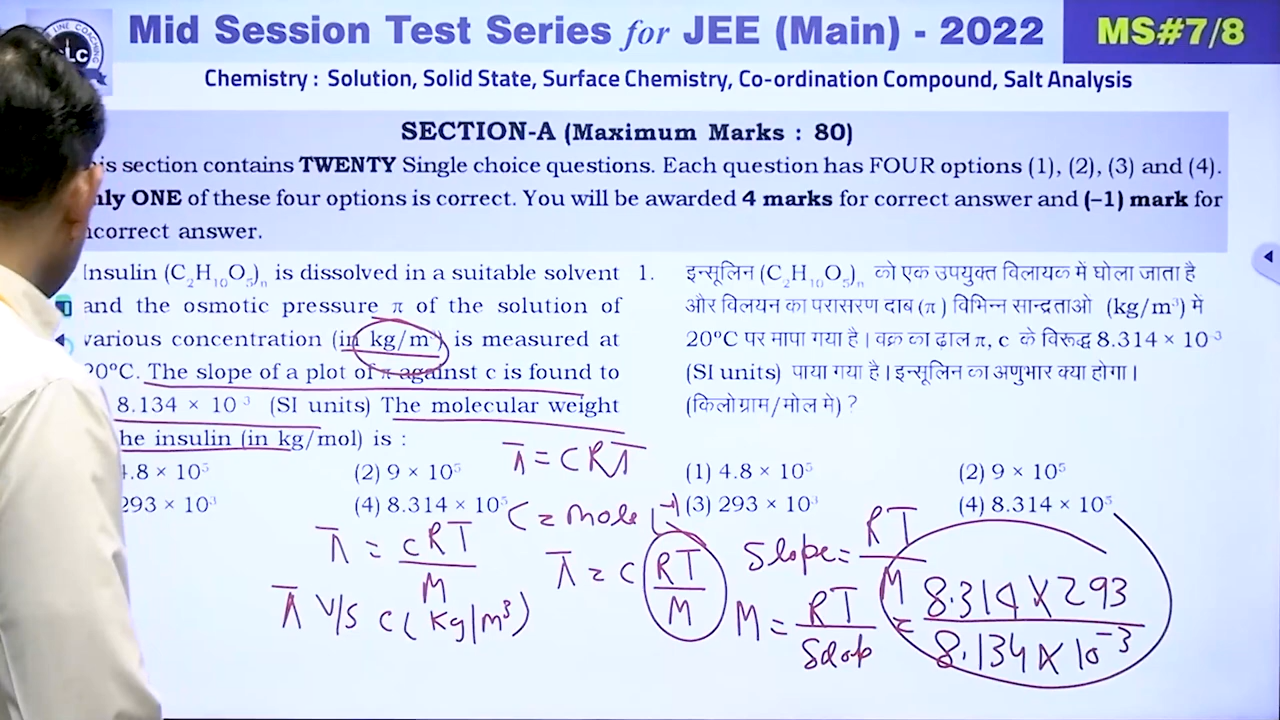 LINE COACHING
Mid Session Test Series for JEE (Main) - 2022
MS#7/8
Chemistry : Solution, Solid State, Surface Chemistry, Co-ordination Compound, Salt Analysis
SECTION-A (Maximum Marks : 80)
is section contains TWENTY Single choice questions. Each question has FOUR options (1), (2), (3) and (4).
nly ONE of these four options is correct. You will be awarded 4 marks for correct answer and (–1) mark for
ncorrect answer.
Insulin (C₂H₁₀O₅)ₙ is dissolved in a suitable solvent
and the osmotic pressure π of the solution of
various concentration (in kg/m³) is measured at
20ºC. The slope of a plot of π against c is found to
8.134 × 10⁻³ (SI units) The molecular weight
he insulin (in kg/mol) is :
4.8 × 10⁵ (2) 9 × 10⁵
293 × 10³ (4) 8.314 × 10⁵
1. इन्सूलिन (C₂H₁₀O₅)ₙ को एक उपयुक्त विलायक में घोला जाता है
और विलयन का परासरण दाब (π) विभिन्न सान्द्रताओ (kg/m³) मे
20ºC पर मापा गया है। वक्र का ढाल π, c के विरूद्ध 8.314 × 10⁻³
(SI units) पाया गया है। इन्सूलिन का अणुभार क्या होगा।
(किलोग्राम/मोल मे) ?
(1) 4.8 × 10⁵ (2) 9 × 10⁵
(3) 293 × 10³ (4) 8.314 × 10⁵
π = CRT
C = mole L⁻¹
π = cRT/M
π v/s c (kg/m³)
π = c RT/M
Slope = RT/M
M = RT/Slop = 8.314 × 293/8.134 × 10⁻³